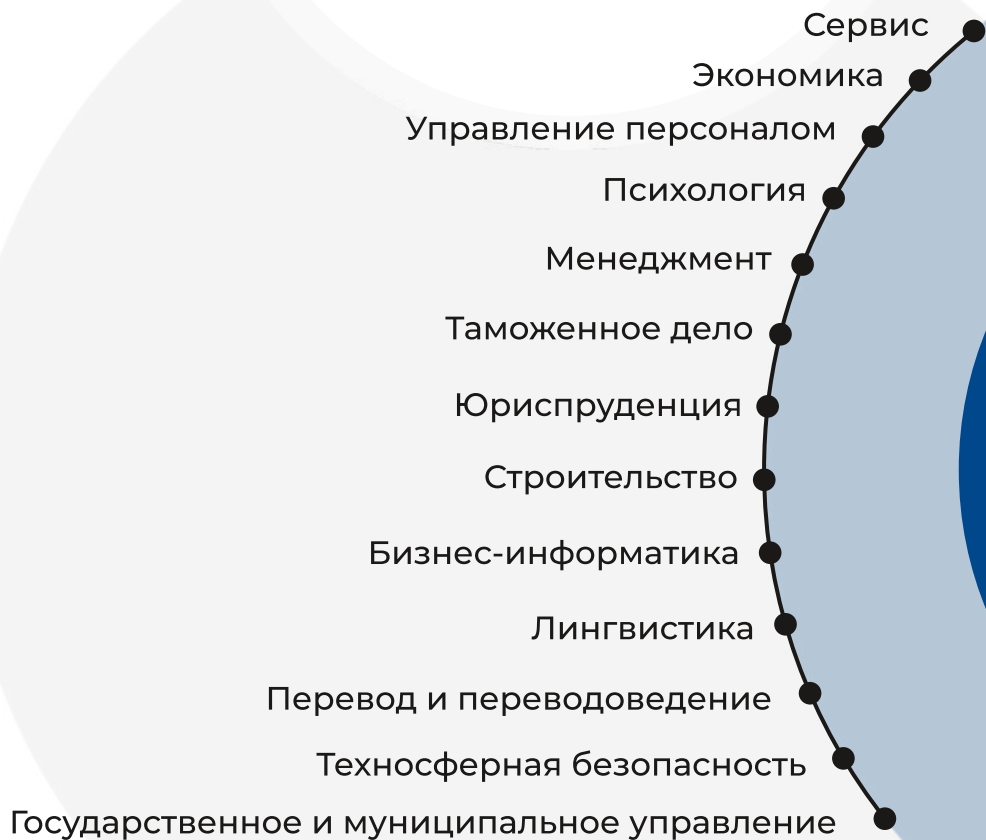 Сервис
Экономика
Управление персоналом
Психология
Менеджмент
Таможенное дело
Юриспруденция
Строительство
Бизнес-информатика
Лингвистика
Перевод и переводоведение
Техносферная безопасность
Государственное и муниципальное управление